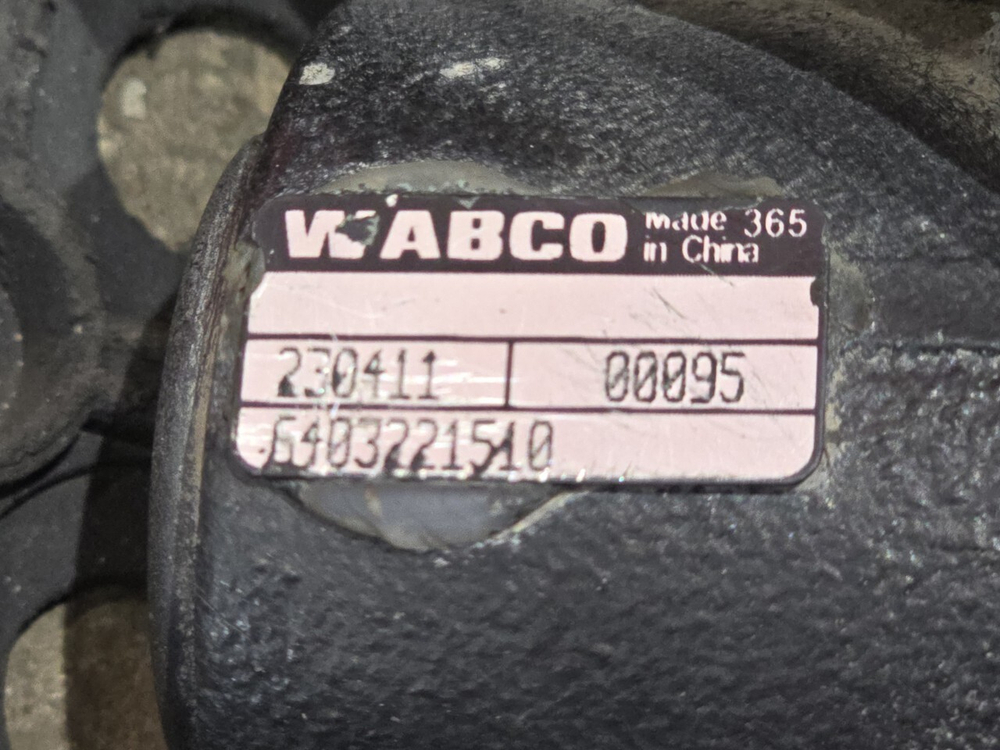 WABCO Made 365
in China
230411 00095
6403221510